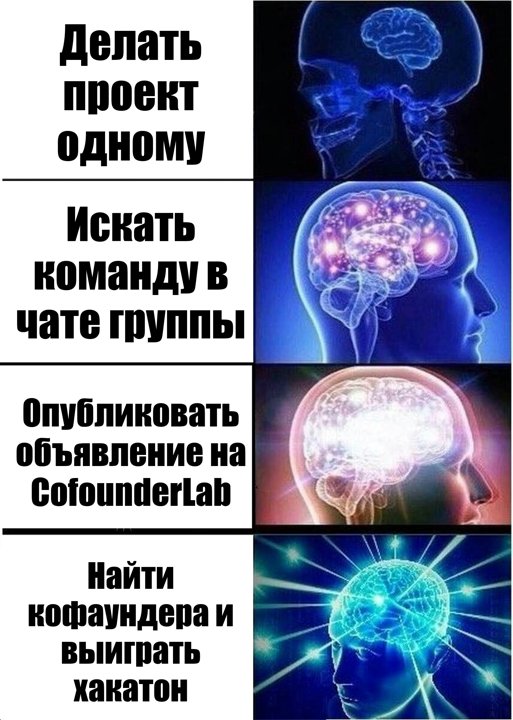 Делать
проект
одному
Искать
команду в
чате группы
Опубликовать
объявление на
CofounderLab
Найти
кофаундера и
выиграть
хакатон